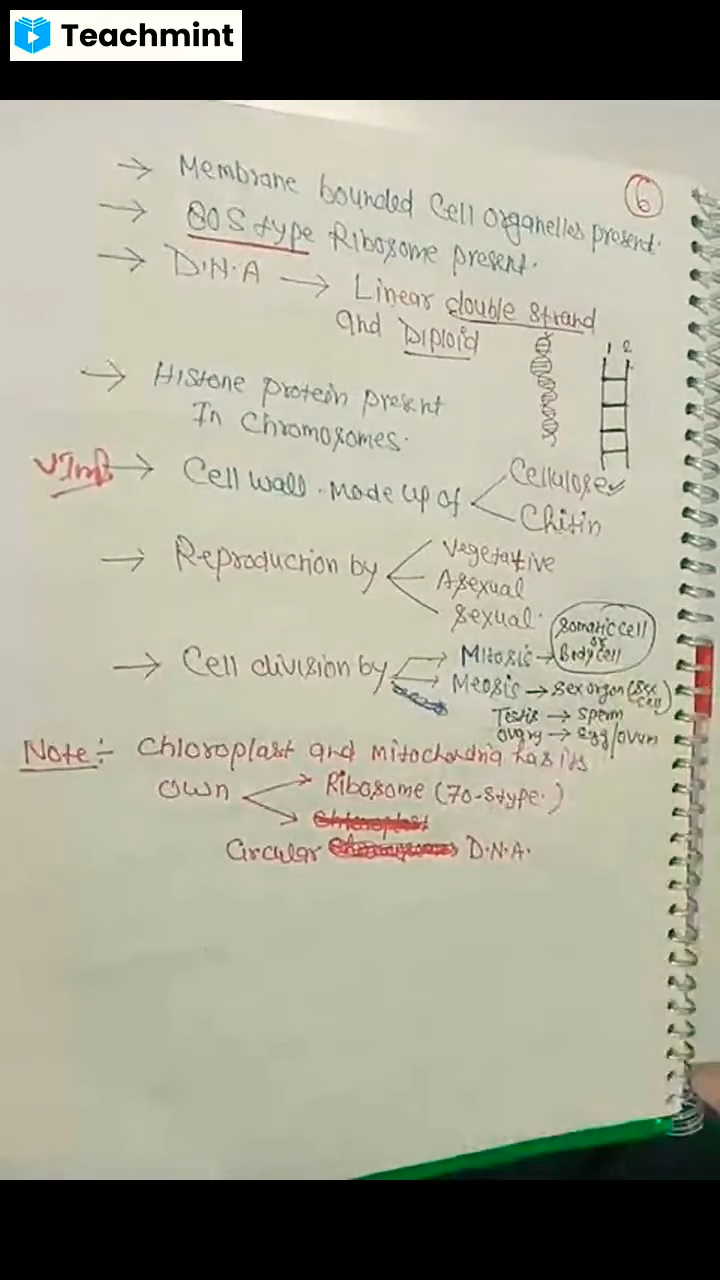 Teachmint
6
→ Membrane bounded Cell organelles present.
→ 80S type Ribosome present.
→ D.N.A → Linear double strand
and Diploid
1 2
→ Histone protein present
In Chromosomes.
VImp → Cell wall. Made up of Cellulose ✓
Chitin
→ Reproduction by Vegetative
Asexual
Sexual.
→ Cell division by → Mitosis → Somatic cell or Body cell
→ Meosis → Sex organ (Sex cell)
Testis → Sperm
Ovary → Egg/ovum
Note:- Chloroplast and mitochondria has its
own → Ribosome (70-s type.)
→ Chloroplast
Circular D.N.A.